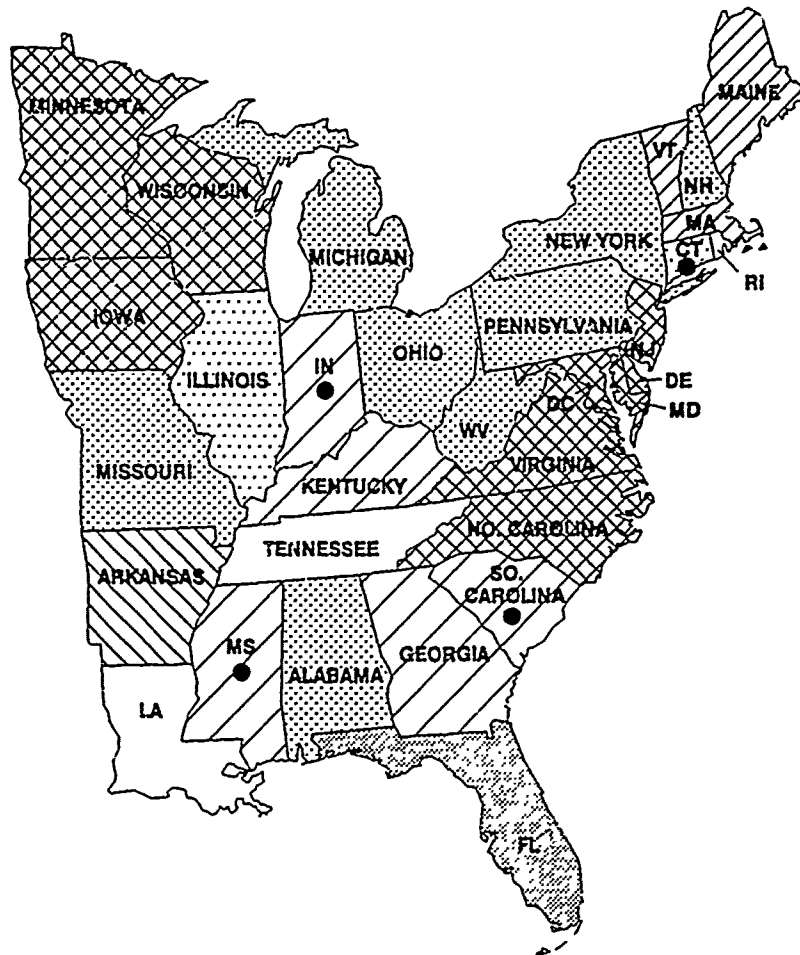 MAINE
MINNESOTA
VT
WISCONSIN
NH
MA
NEW YORK
CT
MICHIGAN
RI
IOWA
PENNSYLVANIA
NJ
OHIO
IN
ILLINOIS
DE
DC
MD
WV
VIRGINIA
MISSOURI
KENTUCKY
NO. CAROLINA
TENNESSEE
ARKANSAS
SO.
CAROLINA
MS
GEORGIA
ALABAMA
LA
FL